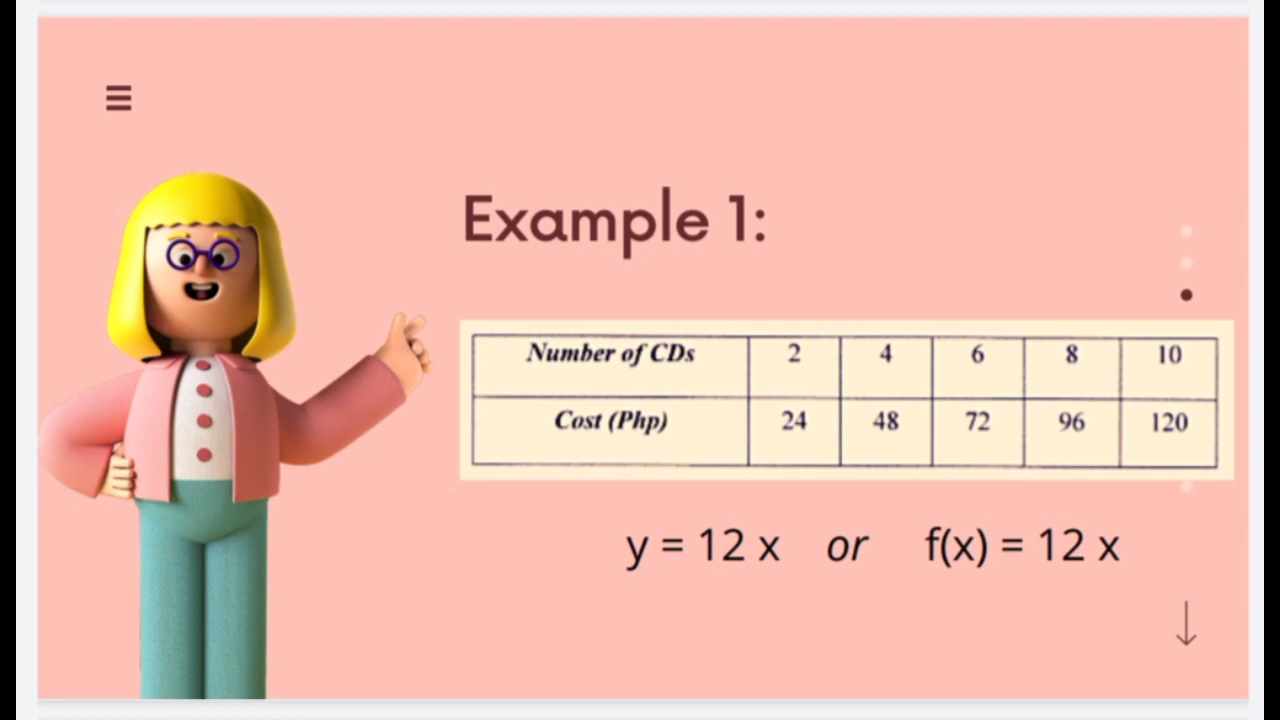 Example 1:
Number of CDs 2 4 6 8 10
Cost (Php) 24 48 72 96 120
y = 12 x or f(x) = 12 x